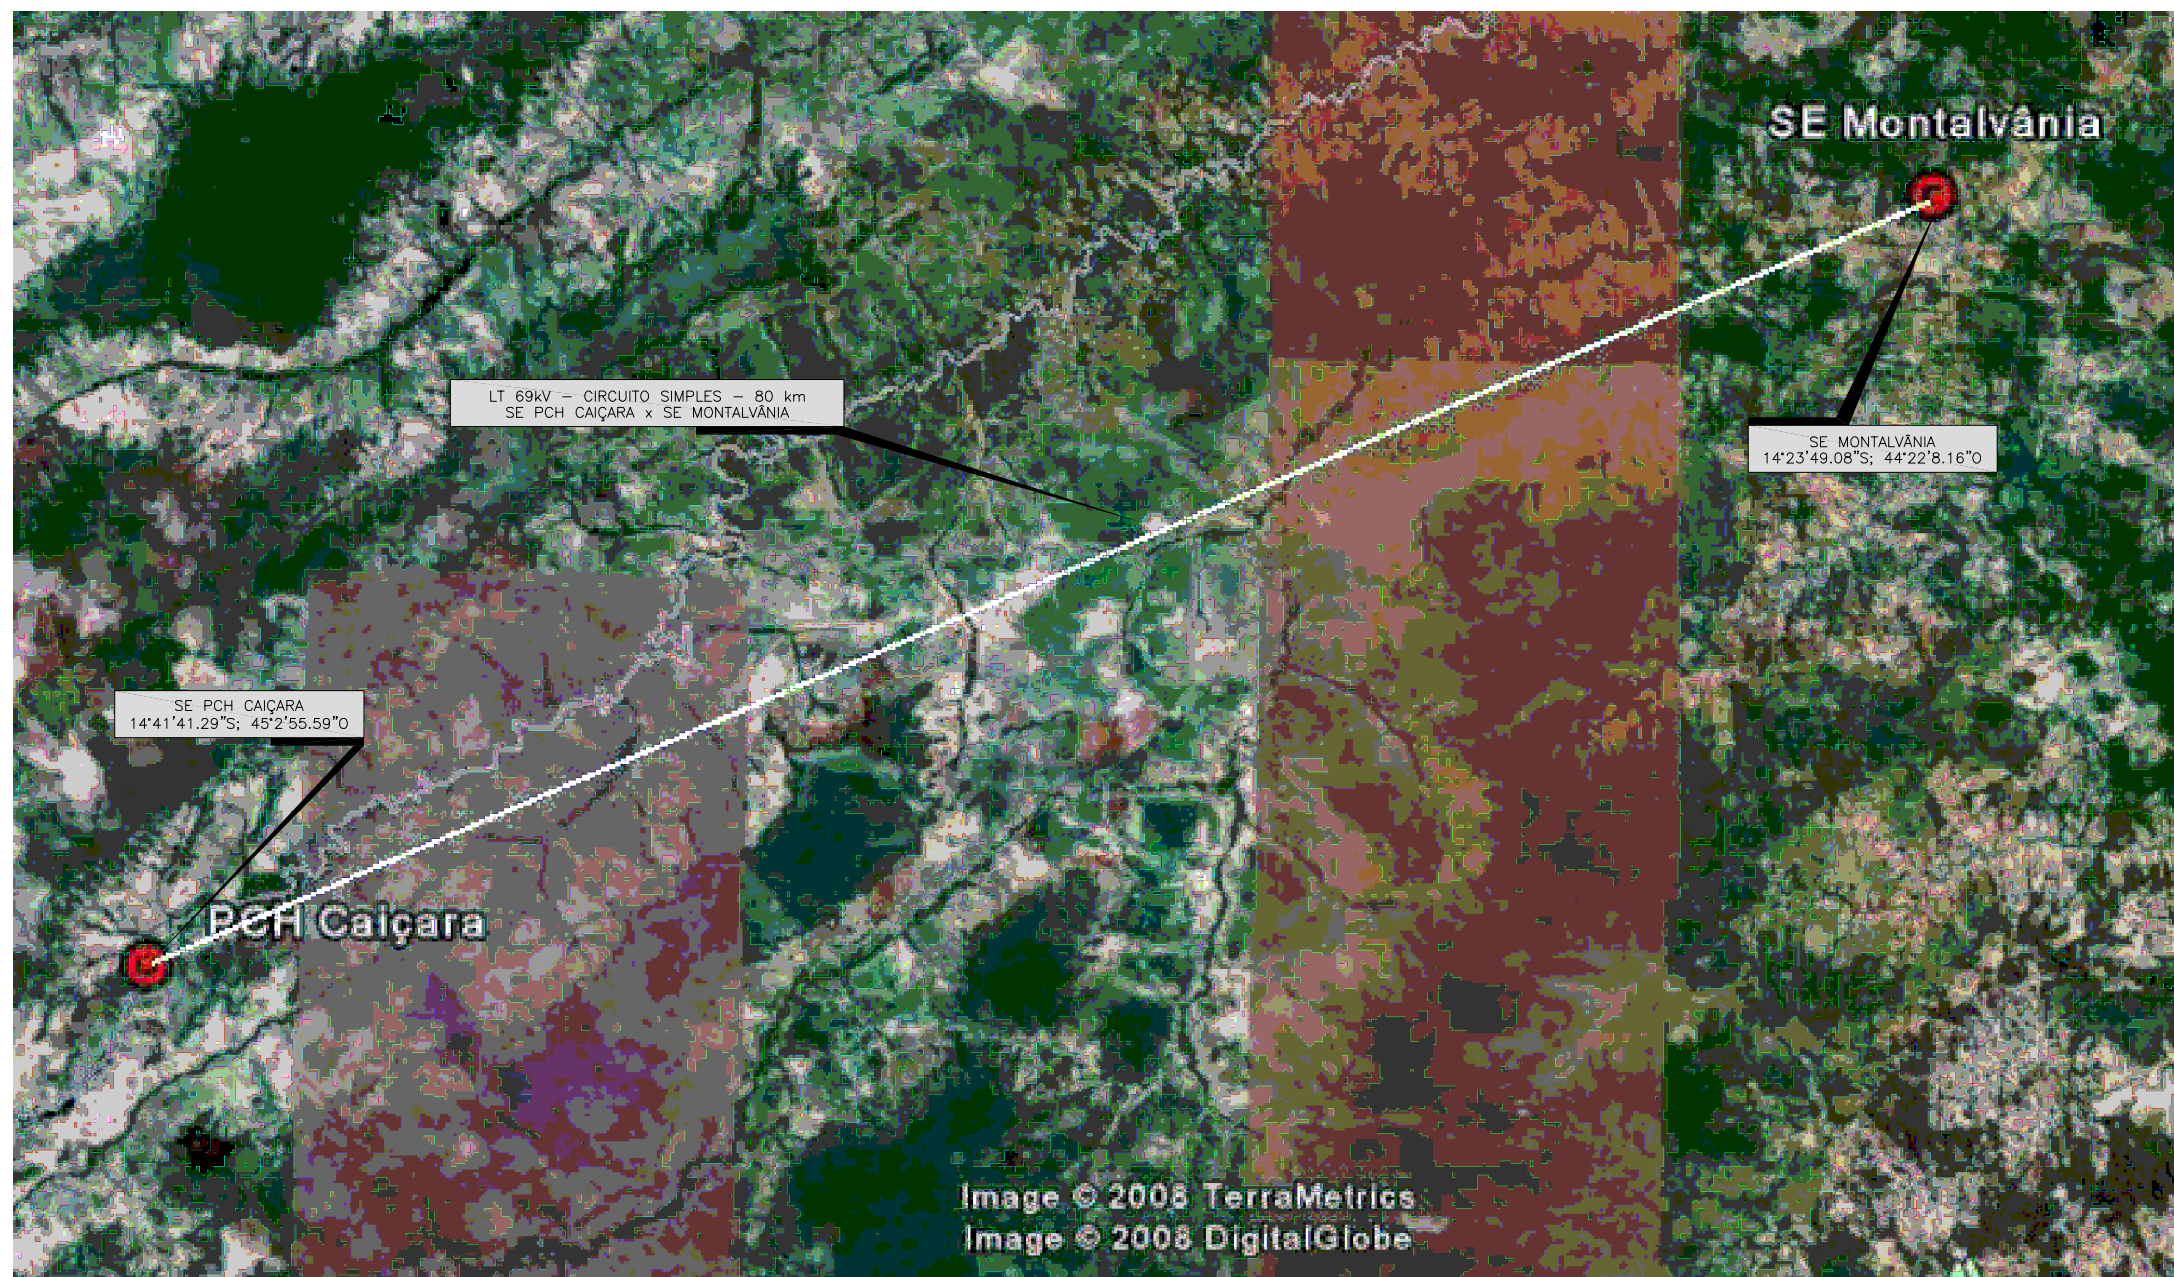 SE Montalvânia
LT 69kV – CIRCUITO SIMPLES – 80 km
SE PCH CAIÇARA x SE MONTALVÂNIA
SE MONTALVÂNIA
14°23'49.08"S; 44°22'8.16"O
SE PCH CAIÇARA
14°41'41.29"S; 45°2'55.59"O
PCH Caiçara
Image © 2008 TerraMetrics
Image © 2008 DigitalGlobe